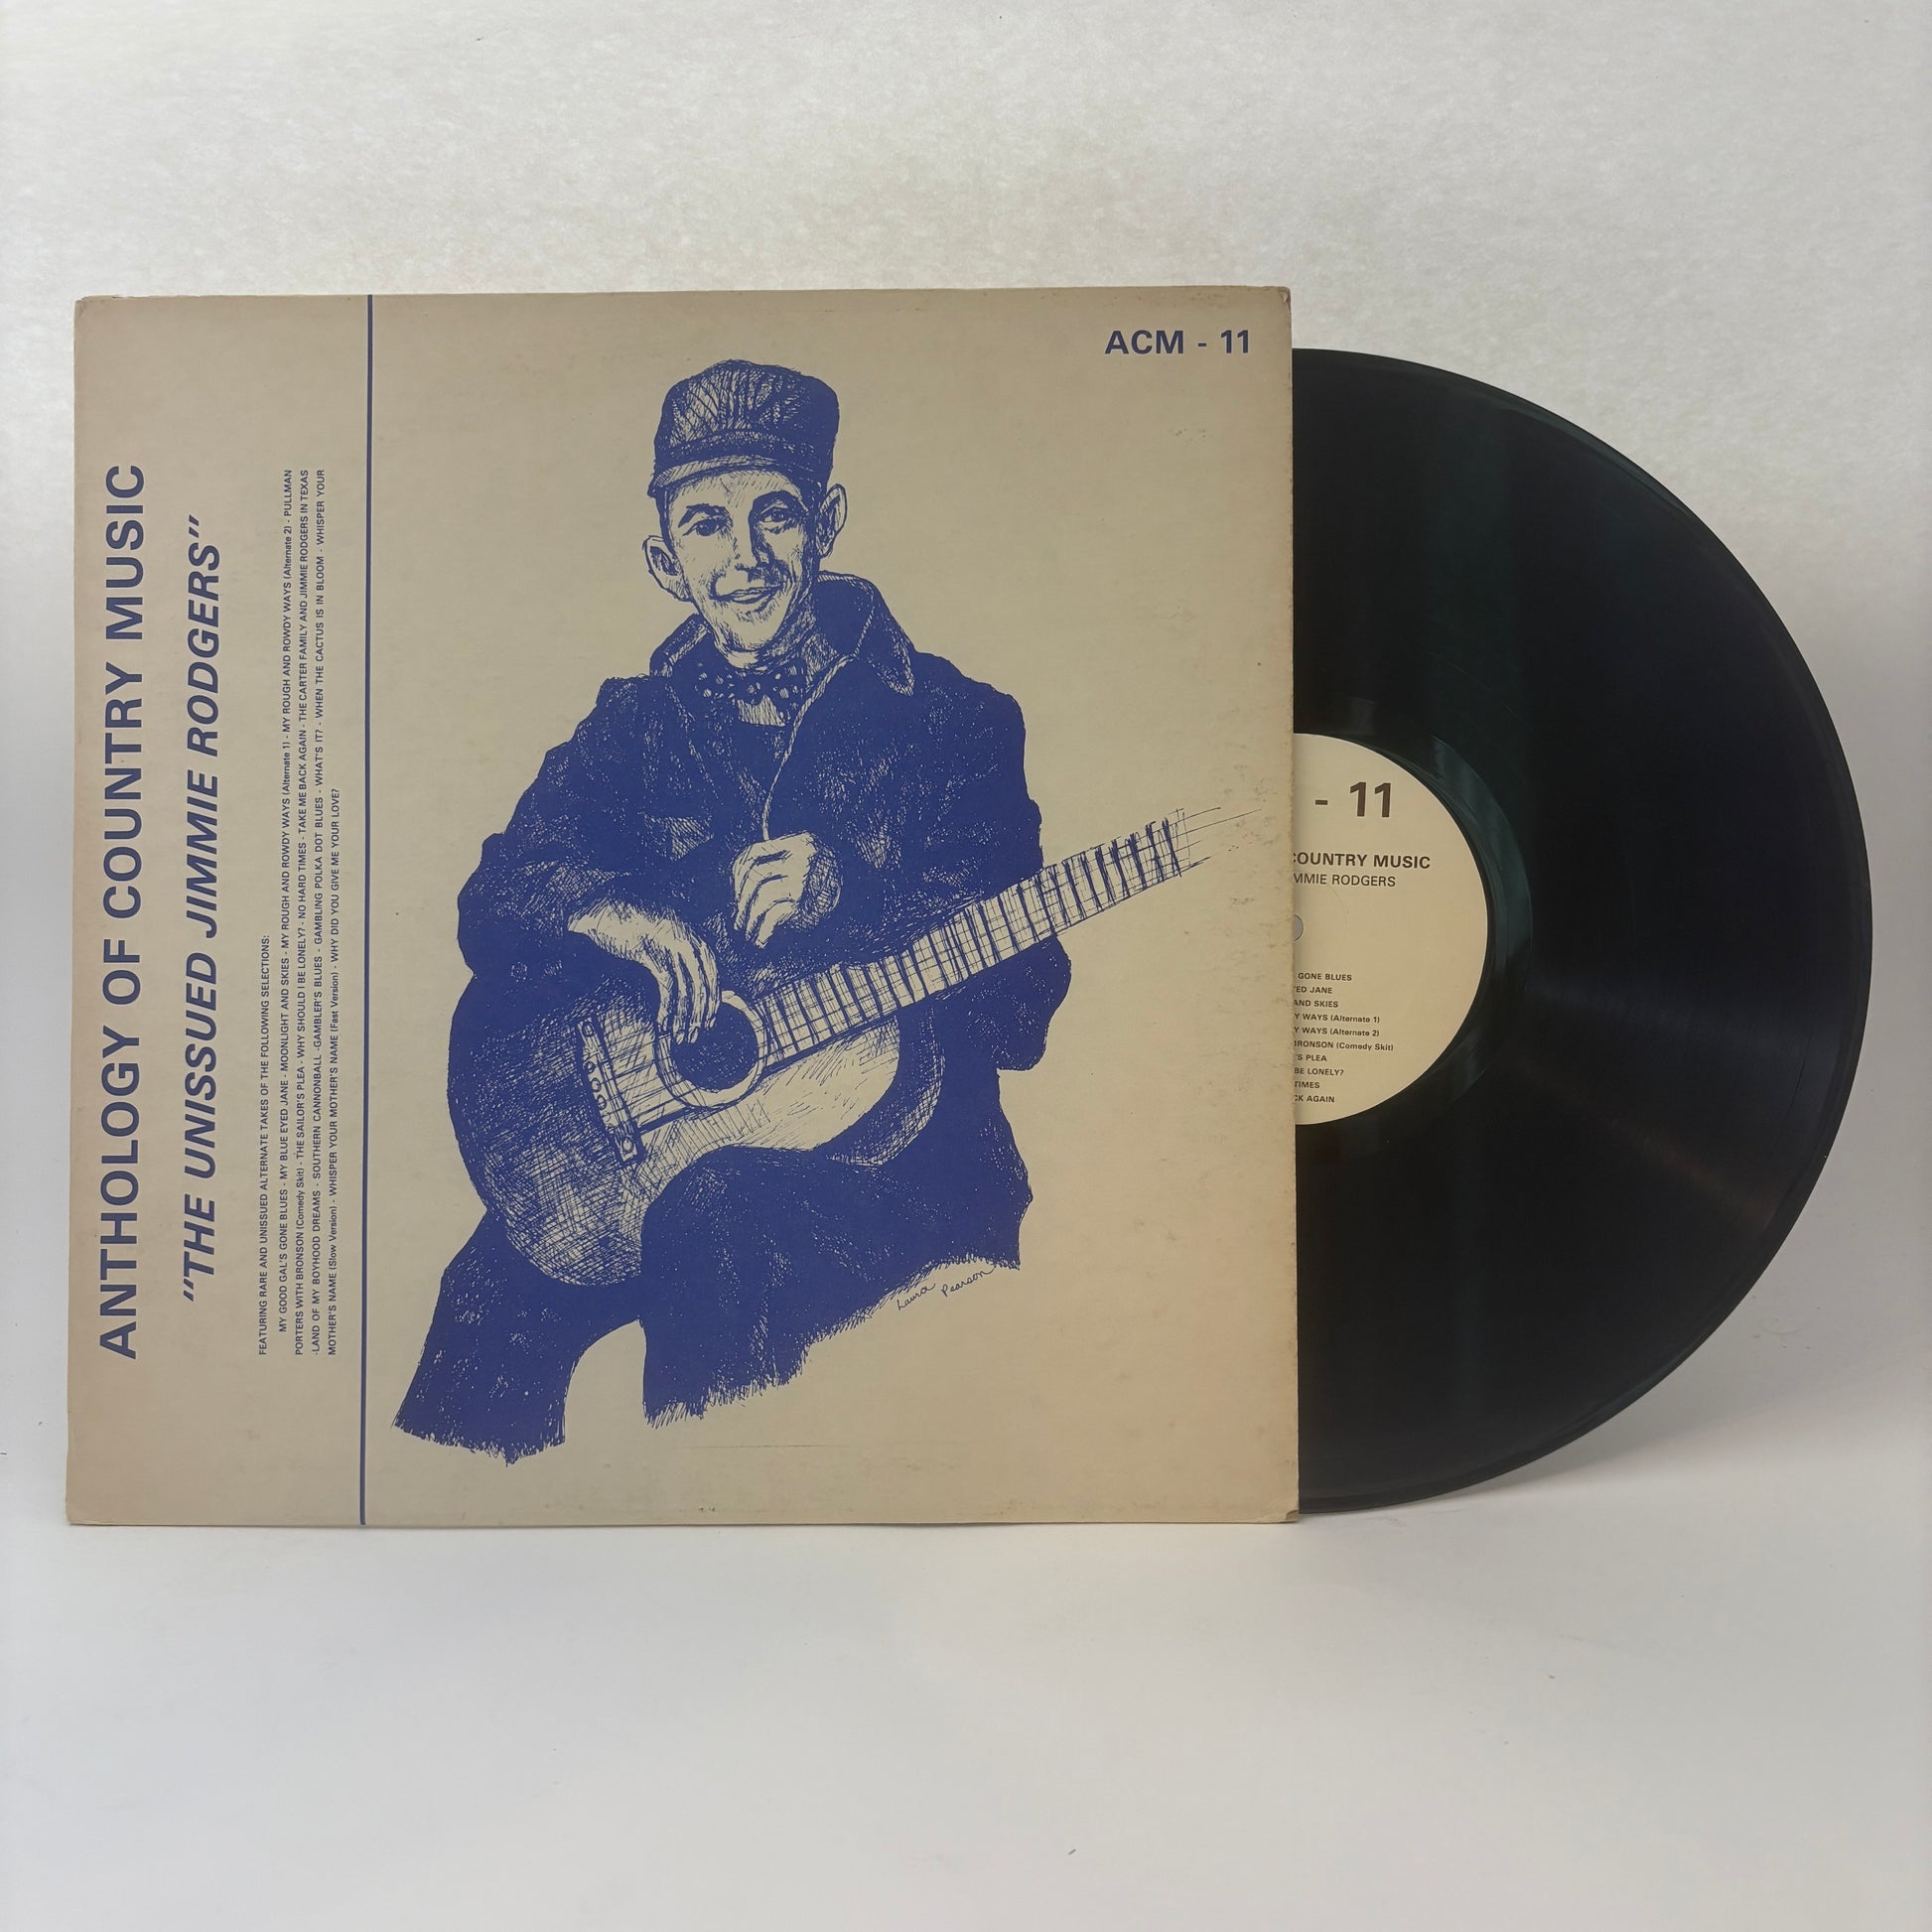 ANTHOLOGY OF COUNTRY MUSIC
"THE UNISSUED JIMMIE RODGERS"
FEATURING RARE AND UNISSUED ALTERNATE TAKES OF THE FOLLOWING SELECTIONS:
MY GOOD GAL'S GONE BLUES - MY BLUE EYED JANE - MOONLIGHT AND SKIES - MY ROUGH AND ROWDY WAYS (Alternate 1) - MY ROUGH AND ROWDY WAYS (Alternate 2) - PULLMAN
PORTERS WITH BRONSON (Comedy Skit) - THE SAILOR'S PLEA - WHY SHOULD I BE LONELY? - NO HARD TIMES - TAKE ME BACK AGAIN - THE CARTER FAMILY AND JIMMIE RODGERS IN TEXAS
-LAND OF MY BOYHOOD DREAMS - SOUTHERN CANNONBALL -GAMBLER'S BLUES - GAMBLING POLKA DOT BLUES - WHAT'S IT? - WHEN THE CACTUS IS IN BLOOM - WHISPER YOUR
MOTHER'S NAME (Slow Version) - WHISPER YOUR MOTHER'S NAME (Fast Version) - WHY DID YOU GIVE ME YOUR LOVE?
ACM - 11
Laura Pearson
- 11
COUNTRY MUSIC
MMIE RODGERS
GONE BLUES
ED JANE
AND SKIES
Y WAYS (Alternate 1)
Y WAYS (Alternate 2)
BRONSON (Comedy Skit)
'S PLEA
BE LONELY?
TIMES
CK AGAIN